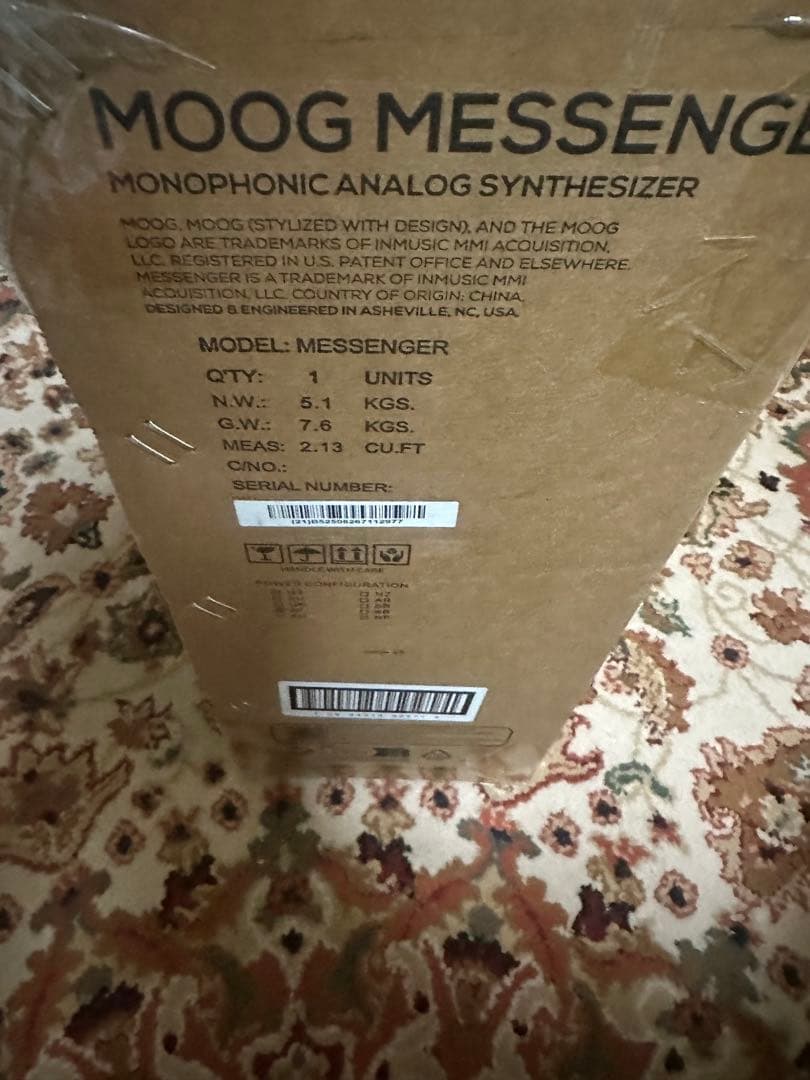 MOOG MESSENGE
MONOPHONIC ANALOG SYNTHESIZER
MOOG, MOOG (STYLIZED WITH DESIGN), AND THE MOOG
LOGO ARE TRADEMARKS OF INMUSIC MMI ACQUISITION,
LLC. REGISTERED IN U.S. PATENT OFFICE AND ELSEWHERE.
MESSENGER IS A TRADEMARK OF INMUSIC MMI
ACQUISITION, LLC. COUNTRY OF ORIGIN: CHINA.
DESIGNED & ENGINEERED IN ASHEVILLE, NC, USA.
MODEL: MESSENGER
Q'TY: 1 UNITS
N.W.: 5.1 KGS.
G.W.: 7.6 KGS.
MEAS: 2.13 CU.FT
C/NO.:
SERIAL NUMBER:
HANDLE WITH CARE
POWER CONFIGURATION